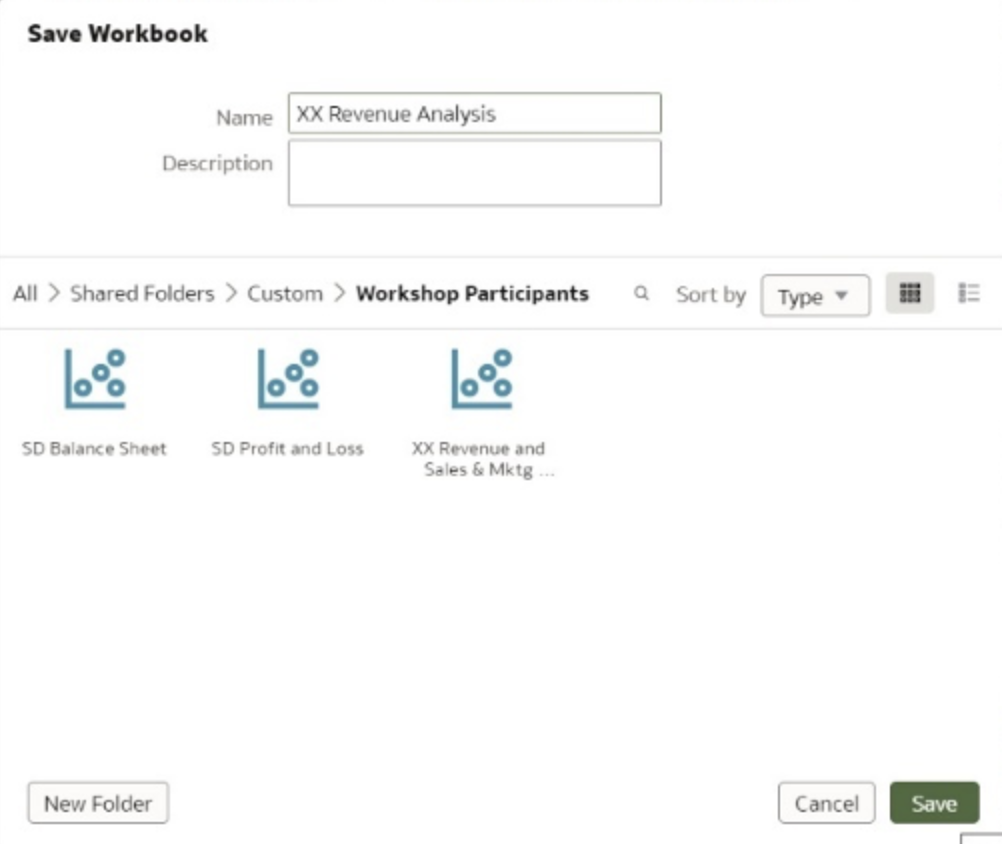 Save Workbook
Name XX Revenue Analysis
Description
All > Shared Folders > Custom > Workshop Participants Sort by Type
SD Balance Sheet SD Profit and Loss XX Revenue and
Sales & Mktg ...
New Folder Cancel Save